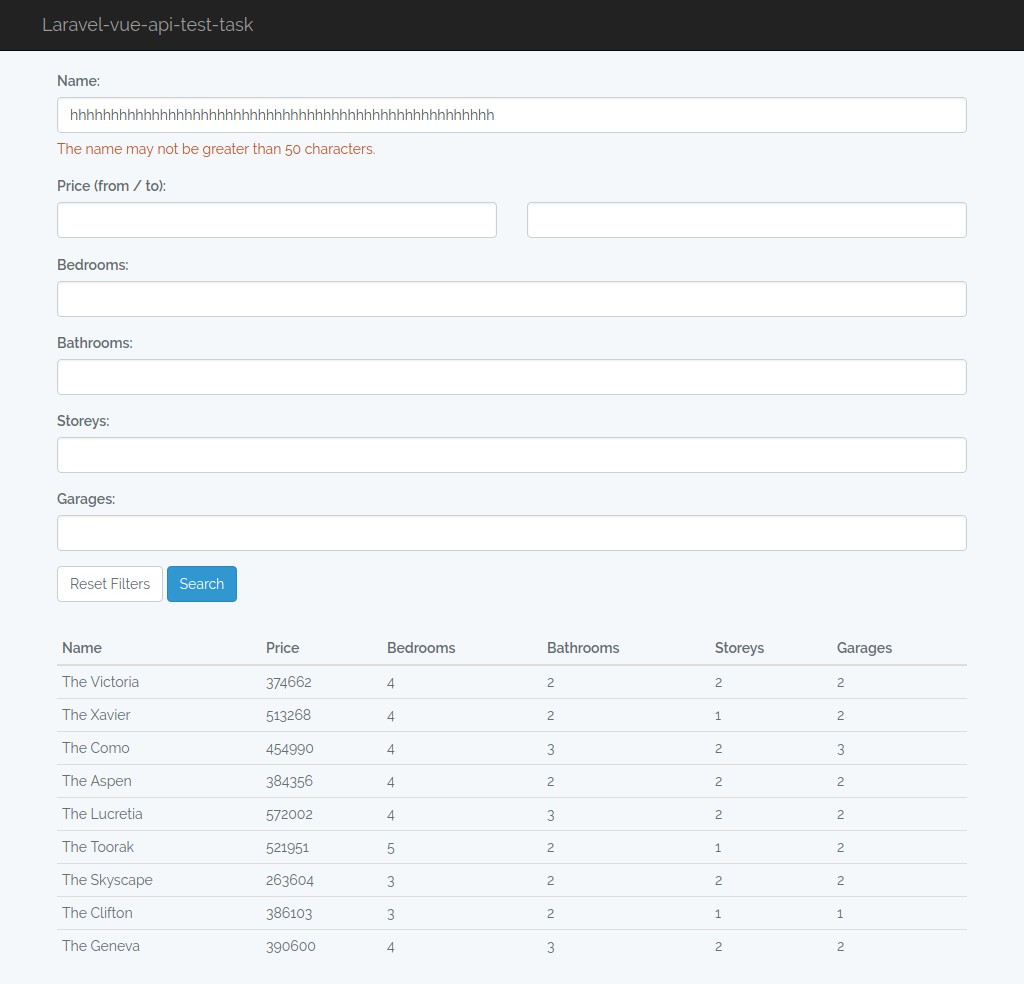 Laravel-vue-api-test-task
Name:
hhhhhhhhhhhhhhhhhhhhhhhhhhhhhhhhhhhhhhhhhhhhhhhhhhhh
The name may not be greater than 50 characters.
Price (from / to):
Bedrooms:
Bathrooms:
Storeys:
Garages:
Reset Filters Search
Name Price Bedrooms Bathrooms Storeys Garages
The Victoria 374662 4 2 2 2
The Xavier 513268 4 2 1 2
The Como 454990 4 3 2 3
The Aspen 384356 4 2 2 2
The Lucretia 572002 4 3 2 2
The Toorak 521951 5 2 1 2
The Skyscape 263604 3 2 2 2
The Clifton 386103 3 2 1 1
The Geneva 390600 4 3 2 2